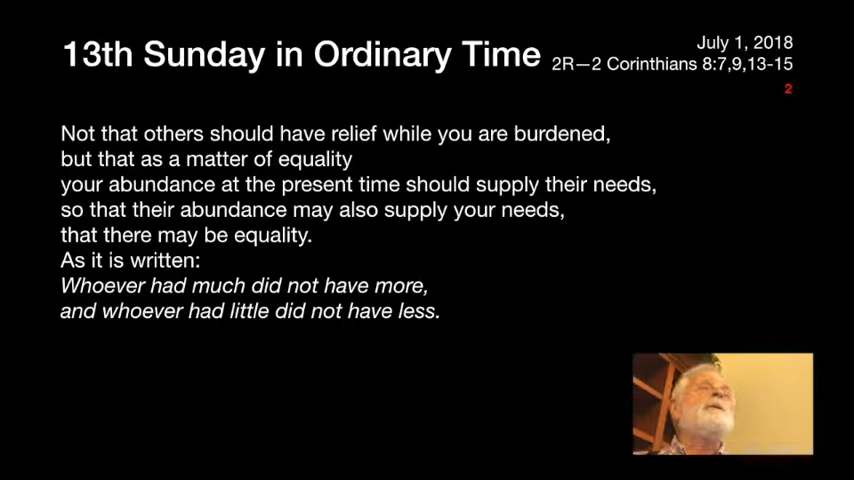 13th Sunday in Ordinary Time
July 1, 2018
2R—2 Corinthians 8:7,9,13-15
2
Not that others should have relief while you are burdened,
but that as a matter of equality
your abundance at the present time should supply their needs,
so that their abundance may also supply your needs,
that there may be equality.
As it is written:
Whoever had much did not have more,
and whoever had little did not have less.